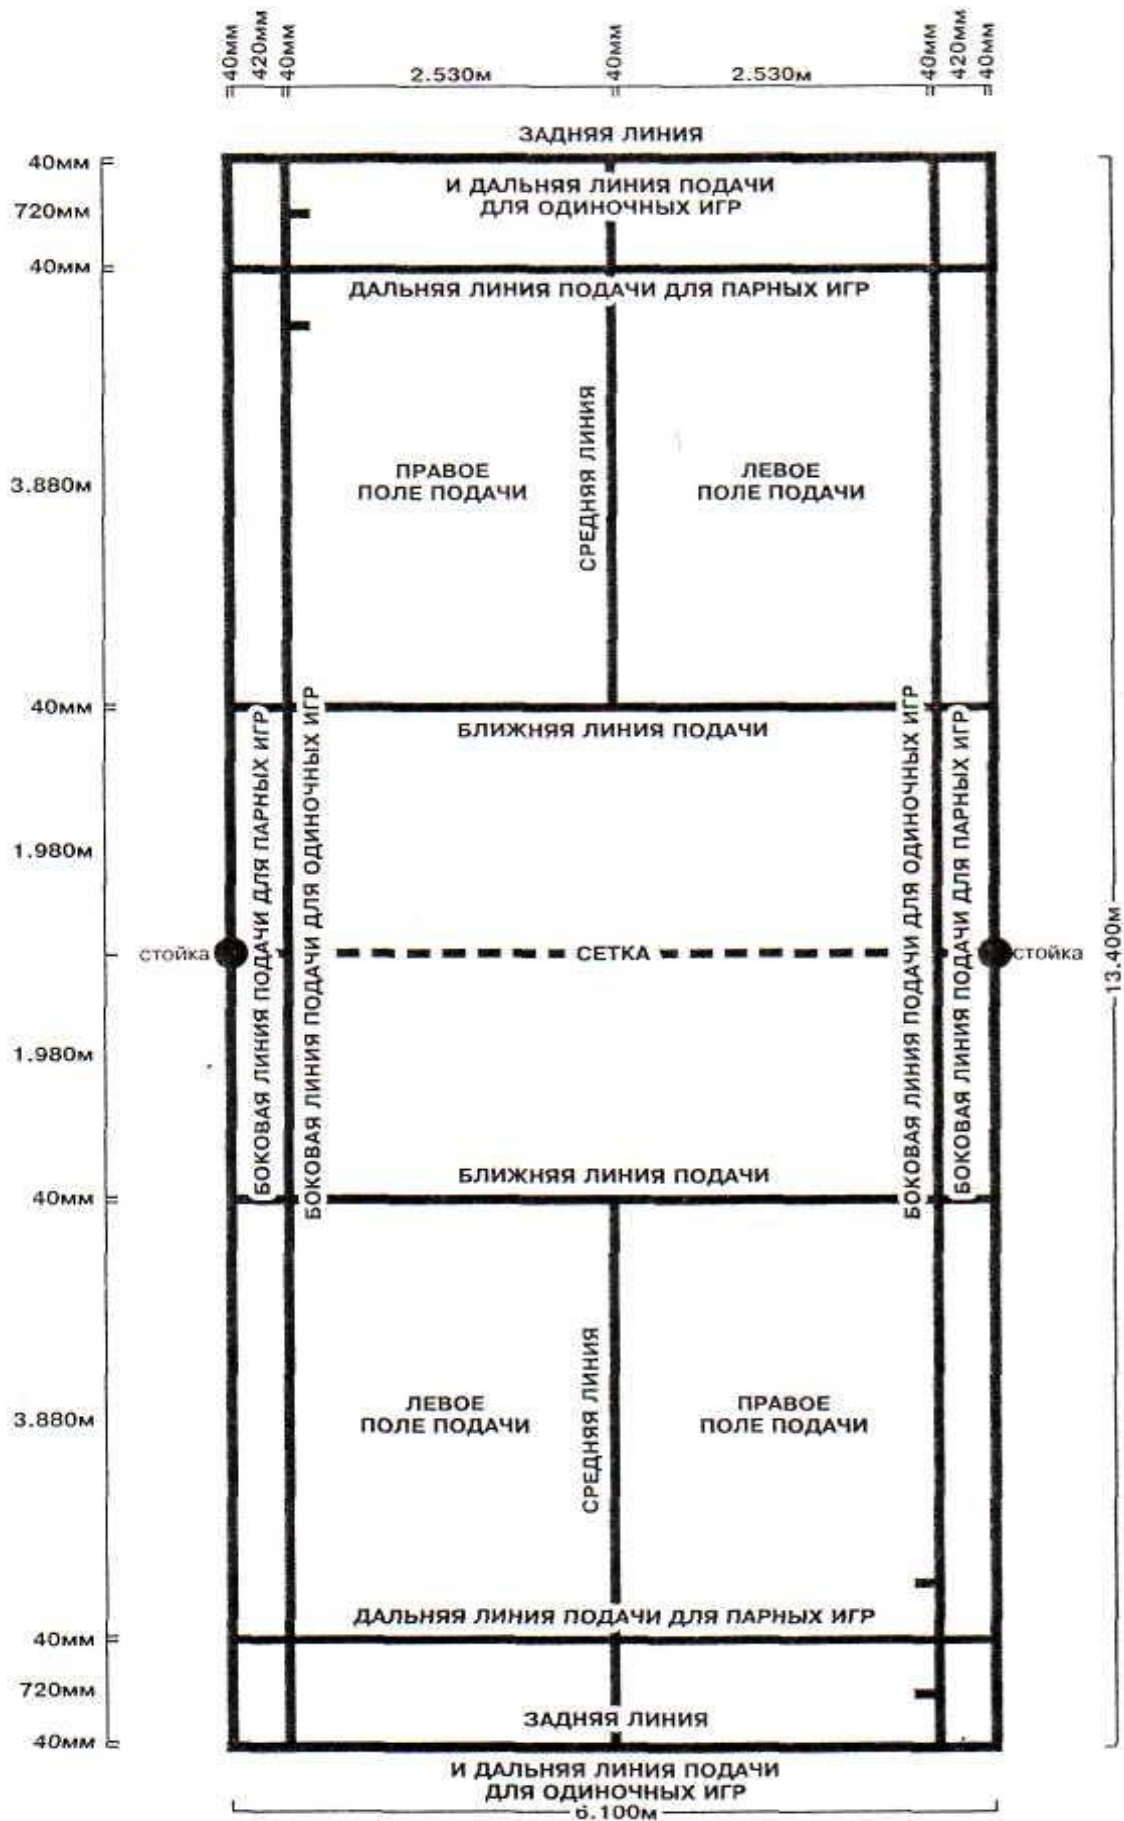 40мм
420мм
40мм
2.530м
40мм
2.530м
40мм
420мм
40мм
ЗАДНЯЯ ЛИНИЯ
40мм
И ДАЛЬНЯЯ ЛИНИЯ ПОДАЧИ
ДЛЯ ОДИНОЧНЫХ ИГР
720мм
40мм
ДАЛЬНЯЯ ЛИНИЯ ПОДАЧИ ДЛЯ ПАРНЫХ ИГР
СРЕДНЯЯ ЛИНИЯ
ПРАВОЕ
ПОЛЕ ПОДАЧИ
ЛЕВОЕ
ПОЛЕ ПОДАЧИ
3.880м
40мм
БЛИЖНЯЯ ЛИНИЯ ПОДАЧИ
БОКОВАЯ ЛИНИЯ ПОДАЧИ ДЛЯ ПАРНЫХ ИГР
БОКОВАЯ ЛИНИЯ ПОДАЧИ ДЛЯ ОДИНОЧНЫХ ИГР
БОКОВАЯ ЛИНИЯ ПОДАЧИ ДЛЯ ОДИНОЧНЫХ ИГР
БОКОВАЯ ЛИНИЯ ПОДАЧИ ДЛЯ ПАРНЫХ ИГР
1.980м
стойка
СЕТКА
стойка
13.400м
1.980м
БЛИЖНЯЯ ЛИНИЯ ПОДАЧИ
40мм
СРЕДНЯЯ ЛИНИЯ
ЛЕВОЕ
ПОЛЕ ПОДАЧИ
ПРАВОЕ
ПОЛЕ ПОДАЧИ
3.880м
ДАЛЬНЯЯ ЛИНИЯ ПОДАЧИ ДЛЯ ПАРНЫХ ИГР
40мм
720мм
ЗАДНЯЯ ЛИНИЯ
40мм
И ДАЛЬНЯЯ ЛИНИЯ ПОДАЧИ
ДЛЯ ОДИНОЧНЫХ ИГР
6.100м